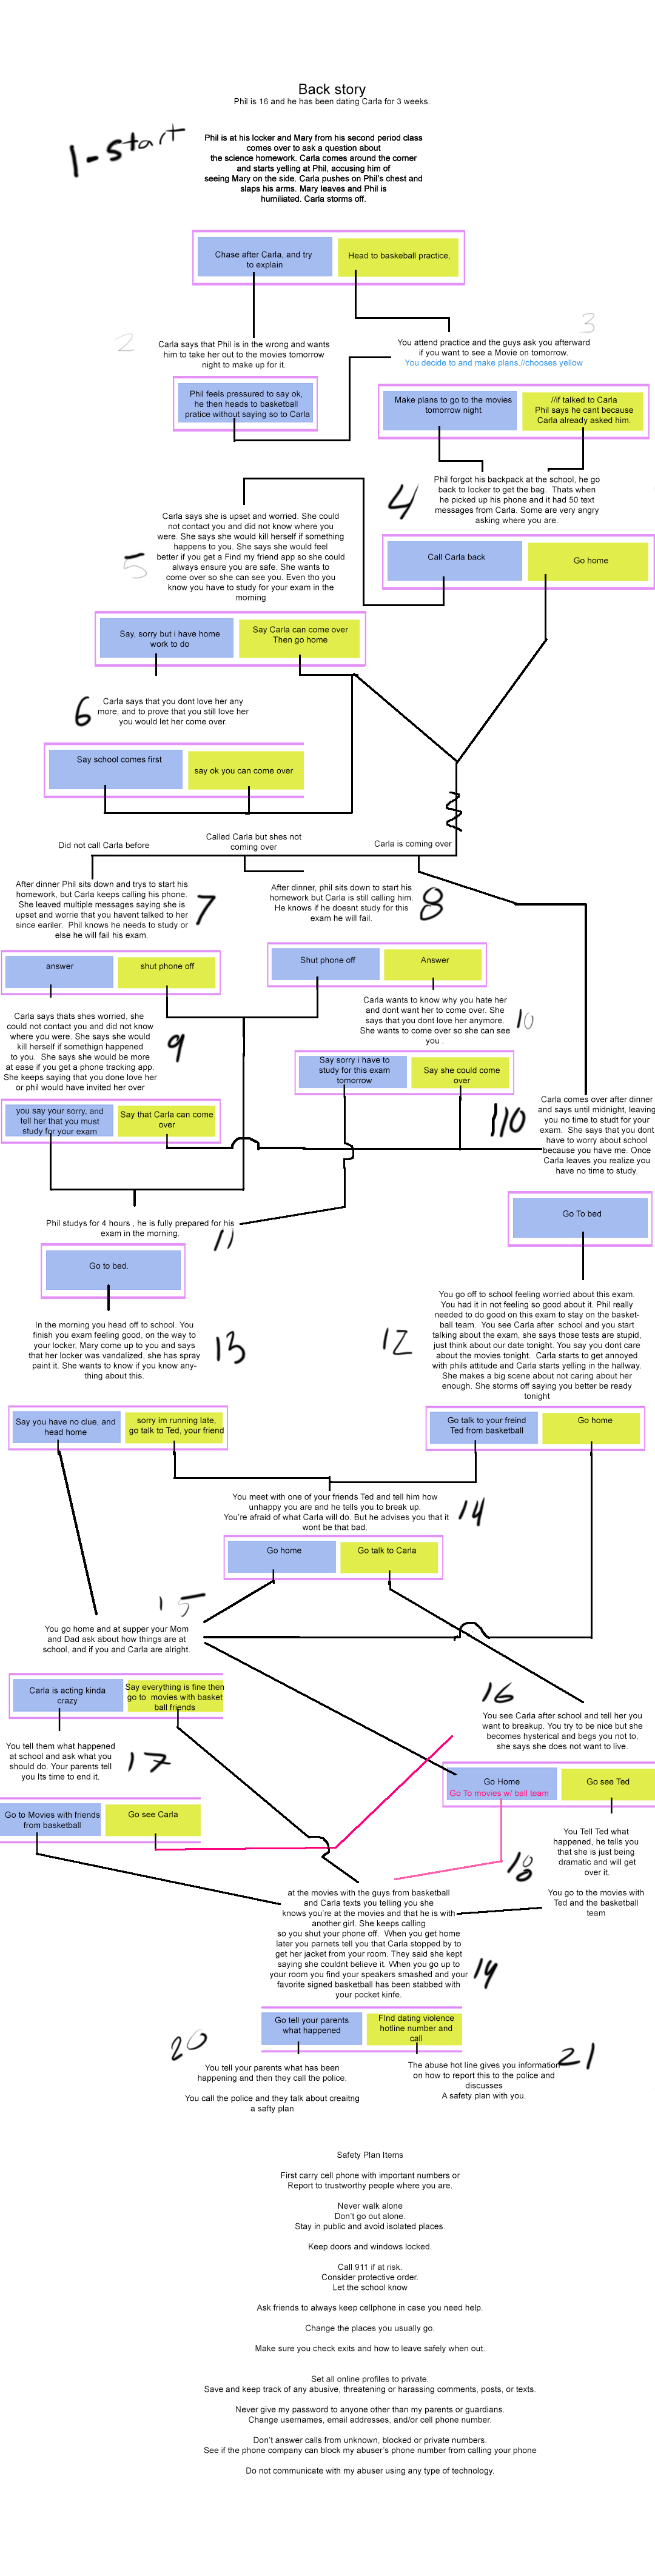 Back story
Phil is 16 and he has been dating Carla for 3 weeks.
1-start
Phil is at his locker and Mary from his second period class
comes over to ask a question about
the science homework. Carla comes around the corner
and starts yelling at Phil, accusing him of
seeing Mary on the side. Carla pushes on Phil's chest and
slaps his arms. Mary leaves and Phil is
humiliated. Carla storms off.
Chase after Carla, and try
to explain
Head to baskeball practice,
2
Carla says that Phil is in the wrong and wants
him to take her out to the movies tomorrow
night to make up for it.
3
You attend practice and the guys ask you afterward
if you want to see a Movie on tomorrow.
You decide to and make plans.//chooses yellow
Phil feels pressured to say ok,
he then heads to basketball
pratice without saying so to Carla
Make plans to go to the movies
tomorrow night
//if talked to Carla
Phil says he cant because
Carla already asked him.
4
Phil forgot his backpack at the school, he go
back to locker to get the bag. Thats when
he picked up his phone and it had 50 text
messages from Carla. Some are very angry
asking where you are.
5
Carla says she is upset and worried. She could
not contact you and did not know where you
were. She says she would kill herself if something
happens to you. She says she would feel
better if you get a Find my friend app so she could
always ensure you are safe. She wants to
come over so she can see you. Even tho you
know you have to study for your exam in the
morning
Call Carla back
Go home
Say, sorry but i have home
work to do
Say Carla can come over
Then go home
6
Carla says that you dont love her any
more, and to prove that you still love her
you would let her come over.
Say school comes first
say ok you can come over
Did not call Carla before
Called Carla but shes not
coming over
Carla is coming over
After dinner Phil sits down and trys to start his
homework, but Carla keeps calling his phone.
She leaved multiple messages saying she is
upset and worrie that you havent talked to her
since eariler. Phil knows he needs to study or
else he will fail his exam.
7
After dinner, phil sits down to start his
homework but Carla is still calling him.
He knows if he doesnt study for this
exam he will fail.
8
answer
shut phone off
Shut phone off
Answer
Carla says thats shes worried, she
could not contact you and did not know
where you were. She says she would
kill herself if somethign happened
to you. She says she would be more
at ease if you get a phone tracking app.
She keeps saying that you done love her
or phil would have invited her over
9
Carla wants to know why you hate her
and dont want her to come over. She
says that you dont love her anymore.
She wants to come over so she can see
you .
10
Say sorry i have to
study for this exam
tomorrow
Say she could come
over
you say your sorry, and
tell her that you must
study for your exam
Say that Carla can come
over
110
Carla comes over after dinner
and says until midnight, leaving
you no time to studt for your
exam. She says that you dont
have to worry about school
because you have me. Once
Carla leaves you realize you
have no time to study.
Phil studys for 4 hours , he is fully prepared for his
exam in the morning.
11
Go to bed.
Go To bed
In the morning you head off to school. You
finish you exam feeling good, on the way to
your locker, Mary come up to you and says
that her locker was vandalized, she has spray
paint it. She wants to know if you know any-
thing about this.
13
12
You go off to school feeling worried about this exam.
You had it in not feeling so good about it. Phil really
needed to do good on this exam to stay on the basket-
ball team. You see Carla after school and you start
talking about the exam, she says those tests are stupid,
just think about our date tonight. You say you dont care
about the movies tonight. Carla starts to get annoyed
with phils attitude and Carla starts yelling in the hallway.
She makes a big scene about not caring about her
enough. She storms off saying you better be ready
tonight
Say you have no clue, and
head home
sorry im running late,
go talk to Ted, your friend
Go talk to your freind
Ted from basketball
Go home
You meet with one of your friends Ted and tell him how
unhappy you are and he tells you to break up.
You're afraid of what Carla will do. But he advises you that it
wont be that bad.
14
Go home
Go talk to Carla
15
You go home and at supper your Mom
and Dad ask about how things are at
school, and if you and Carla are alright.
Carla is acting kinda
crazy
Say everything is fine then
go to movies with basket
ball friends
16
You see Carla after school and tell her you
want to breakup. You try to be nice but she
becomes hysterical and begs you not to,
she says she does not want to live.
You tell them what happened
at school and ask what you
should do. Your parents tell
you Its time to end it.
17
Go Home
Go To movies w/ ball team
Go see Ted
Go to Movies with friends
from basketball
Go see Carla
18
You Tell Ted what
happened, he tells you
that she is just being
dramatic and will get
over it.
You go to the movies with
Ted and the basketball
team
at the movies with the guys from basketball
and Carla texts you telling you she
knows you're at the movies and that he is with
another girl. She keeps calling
so you shut your phone off. When you get home
later you parnets tell you that Carla stopped by to
get her jacket from your room. They said she kept
saying she couldnt believe it. When you go up to
your room you find your speakers smashed and your
favorite signed basketball has been stabbed with
your pocket kinfe.
19
Go tell your parents
what happened
FInd dating violence
hotline number and
call
20
You tell your parents what has been
happening and then they call the police.
You call the police and they talk about creaitng
a safty plan
21
The abuse hot line gives you information
on how to report this to the police and
discusses
A safety plan with you.
Safety Plan Items
First carry cell phone with important numbers or
Report to trustworthy people where you are.
Never walk alone
Don't go out alone.
Stay in public and avoid isolated places.
Keep doors and windows locked.
Call 911 if at risk.
Consider protective order.
Let the school know
Ask friends to always keep cellphone in case you need help.
Change the places you usually go.
Make sure you check exits and how to leave safely when out.
Set all online profiles to private.
Save and keep track of any abusive, threatening or harassing comments, posts, or texts.
Never give my password to anyone other than my parents or guardians.
Change usernames, email addresses, and/or cell phone number.
Don't answer calls from unknown, blocked or private numbers.
See if the phone company can block my abuser's phone number from calling your phone
Do not communicate with my abuser using any type of technology.